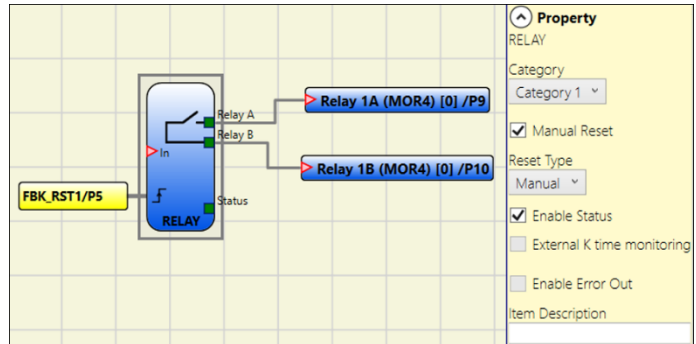 Relay A
Relay B
In
Status
RELAY
FBK_RST1/P5
Relay 1A (MOR4) [0] /P9
Relay 1B (MOR4) [0] /P10
Property
RELAY
Category
Category 1
Manual Reset
Reset Type
Manual
Enable Status
External K time monitoring
Enable Error Out
Item Description